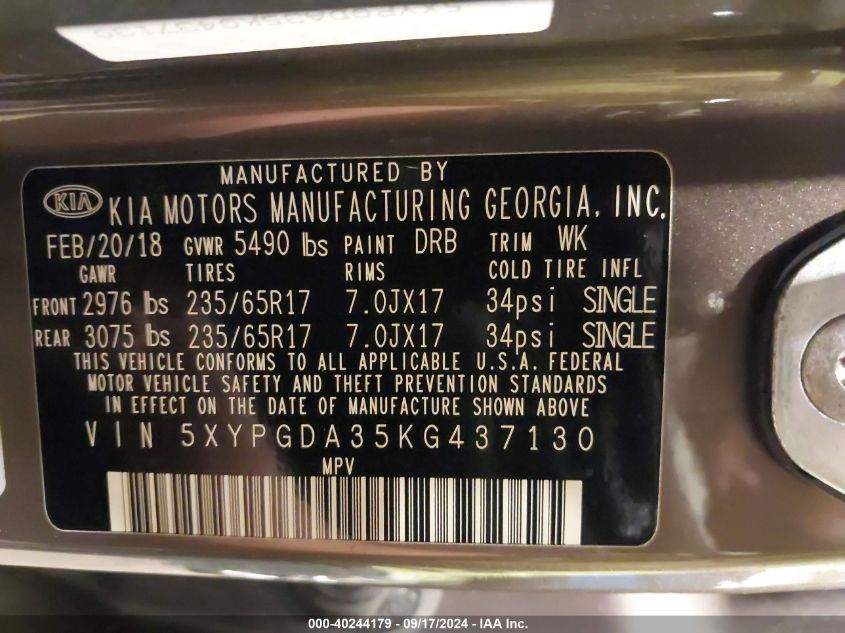 MANUFACTURED BY
KIA KIA MOTORS MANUFACTURING GEORGIA, INC.
FEB/20/18 GVWR 5490 lbs PAINT DRB TRIM WK
GAWR TIRES RIMS COLD TIRE INFL
FRONT 2976 lbs 235/65R17 7.0JX17 34psi SINGLE
REAR 3075 lbs 235/65R17 7.0JX17 34psi SINGLE
THIS VEHICLE CONFORMS TO ALL APPLICABLE U.S.A. FEDERAL
MOTOR VEHICLE SAFETY AND THEFT PREVENTION STANDARDS
IN EFFECT ON THE DATE OF MANUFACTURE SHOWN ABOVE
VIN 5XYPGDA35KG437130
MPV
000-40244179 - 09/17/2024 - IAA Inc.